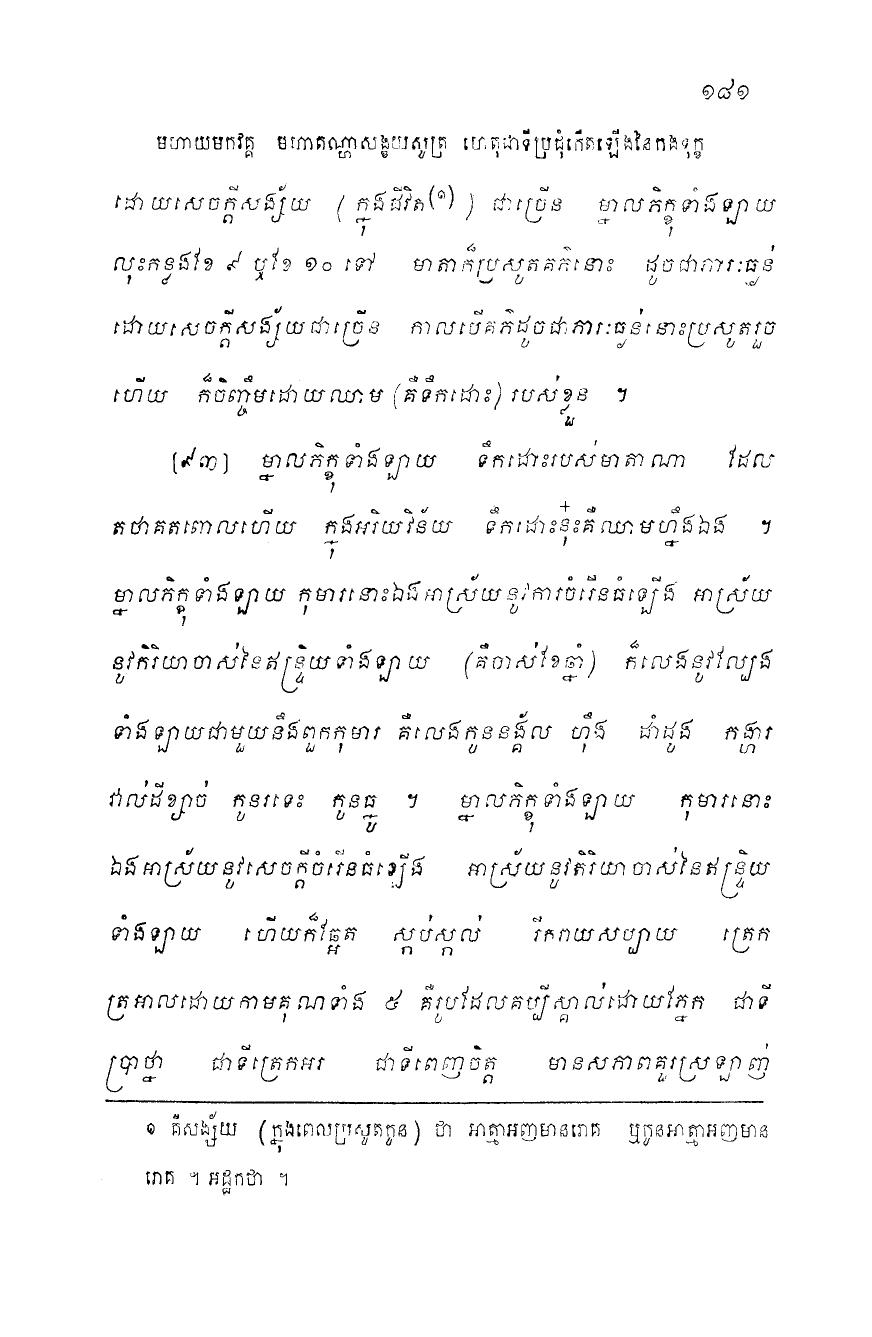 ១៨១
មហាយមកវគ្គ មហាតណ្ហាសង្ខយសូត្រ ហេតុជាទីប្រជុំកើតឡើងនៃកងទុក្ខ
ដោយសេចក្តីសង្ស័យ (ក្នុងជីវិត(១)) ជាច្រើន ម្នាលភិក្ខុទាំងឡាយ
លុះកន្លងខែ ៩ ឬខែ ១០ ទៅ មាតាក៏ប្រសូតគភ៌នោះ ដូចជាភារៈធ្ងន់
ដោយសេចក្តីសង្ស័យជាច្រើន កាលបើគភ៌ដូចជាភារៈធ្ងន់នោះប្រសូតរួច
ហើយ ក៏ចិញ្ចឹមដោយឈាម (គឺទឹកដោះ) របស់ខ្លួន ។
[៩៣] ម្នាលភិក្ខុទាំងឡាយ ទឹកដោះរបស់មាតាណា ដែល
តថាគតពោលហើយ ក្នុងអរិយវិន័យ ទឹកដោះនុ៎ះគឺឈាមហ្នឹងឯង ។
ម្នាលភិក្ខុទាំងឡាយ កុមារនោះឯងអាស្រ័យនូវការចំរើនធំឡើង អាស្រ័យ
នូវកិរិយាចាស់នៃឥន្ទ្រិយទាំងឡាយ (គឺចាស់ខែឆ្នាំ) ក៏លេងនូវល្បែង
ទាំងឡាយជាមួយនឹងពួកកុមារ គឺលេងកូននង្គ័ល ហ៊ឹង ដាំដូង កង្ហារ
វាល់ដីខ្សាច់ កូនរទេះ កូនធ្នូ ។ ម្នាលភិក្ខុទាំងឡាយ កុមារនោះ
ឯងអាស្រ័យនូវសេចក្តីចំរើនធំឡើង អាស្រ័យនូវកិរិយាចាស់នៃឥន្ទ្រិយ
ទាំងឡាយ ហើយក៏ឆ្អែត ស្កប់ស្កល់ រីករាយសប្បាយ ត្រេក
ត្រអាលដោយកាមគុណទាំង ៥ គឺរូបដែលគប្បីស្គាល់ដោយភ្នែក ជាទី
ប្រាថ្នា ជាទីត្រេកអរ ជាទីពេញចិត្ត មានសភាពគួរស្រឡាញ់
១ គឺសង្ស័យ (ក្នុងពេលប្រសូតកូន) ថា អាត្មាអញមានរោគ ឬកូនអាត្មាអញមាន
រោគ ។ អដ្ឋកថា ។